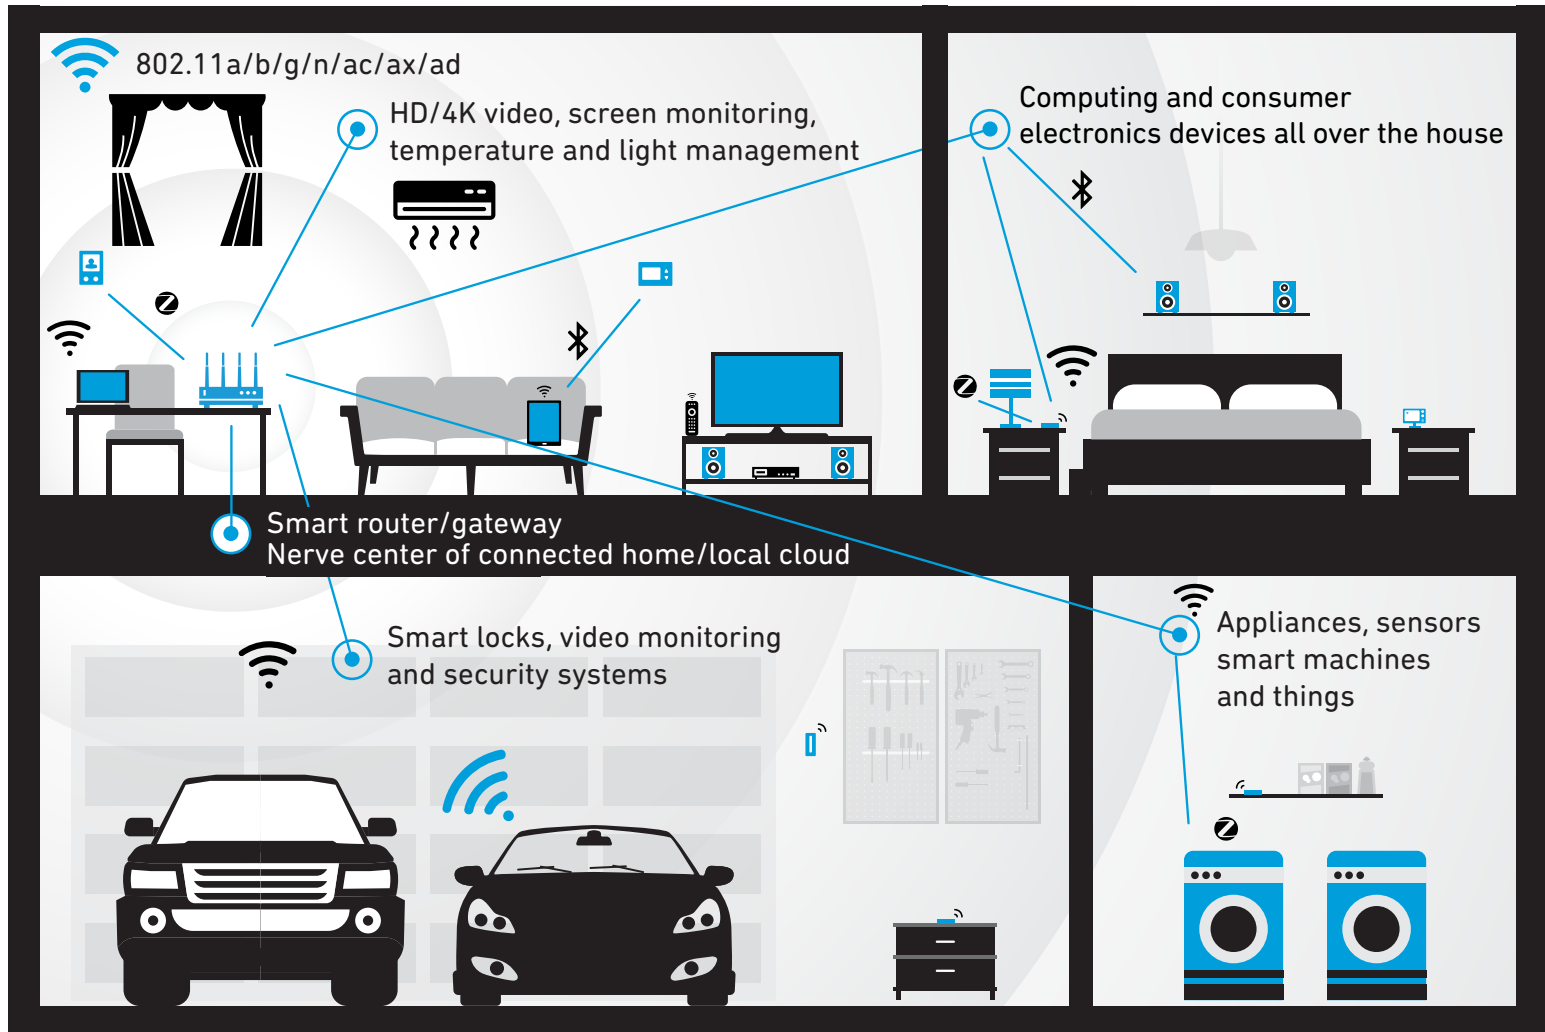 802.11a/b/g/n/ac/ax/ad
HD/4K video, screen monitoring,
temperature and light management
Computing and consumer
electronics devices all over the house
Smart router/gateway
Nerve center of connected home/local cloud
Smart locks, video monitoring
and security systems
Appliances, sensors
smart machines
and things